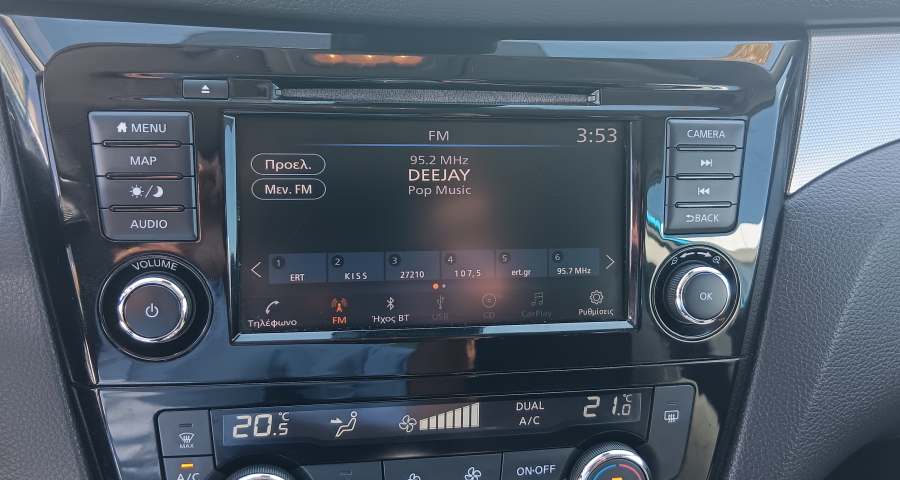 MENU
MAP
AUDIO
VOLUME
FM
3:53
95.2 MHz
DEEJAY
Pop Music
Προελ.
Μεν. FM
1 ERT
2 KISS
3 27210
4 107,5
5 ert.gr
6 95.7 MHz
Τηλέφωνο
FM
Ήχος BT
USB
CD
CarPlay
Ρυθμίσεις
CAMERA
BACK
OK
MAX
A/C
20.5 °C
DUAL
A/C
21.0 °C
ON·OFF